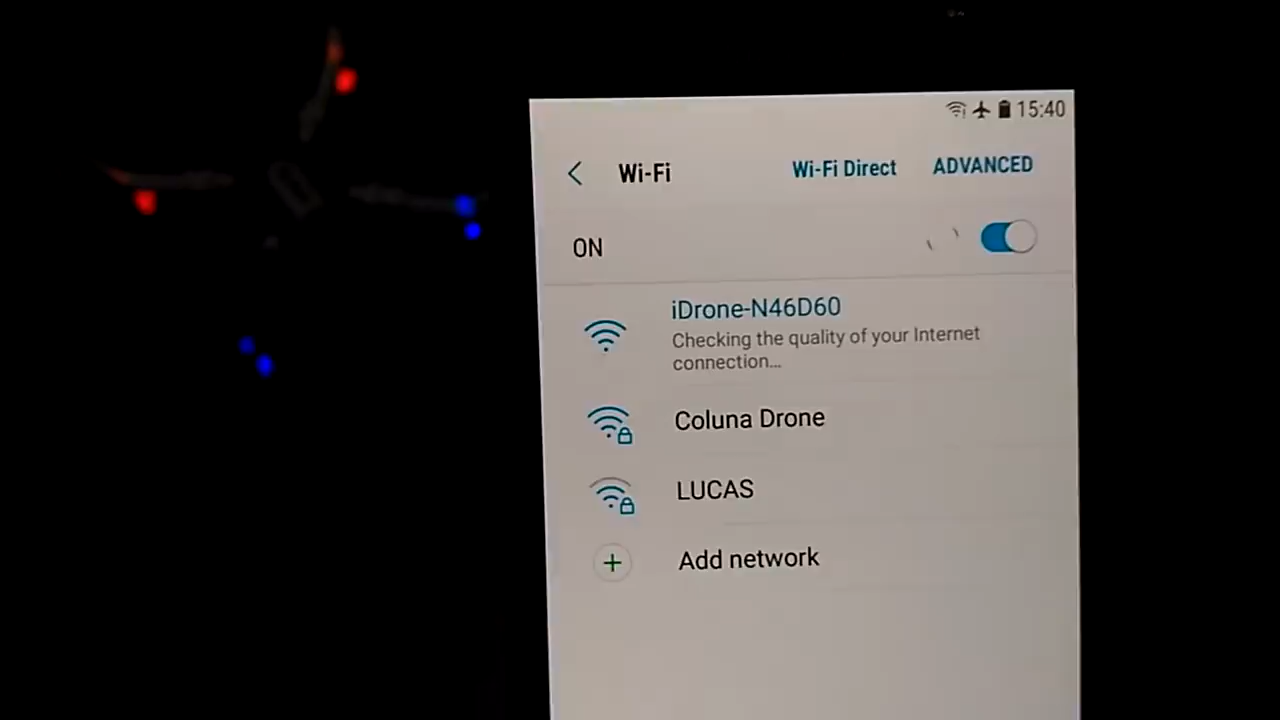 15:40
Wi-Fi
Wi-Fi Direct
ADVANCED
ON
iDrone-N46D60
Checking the quality of your Internet
connection...
Coluna Drone
LUCAS
Add network